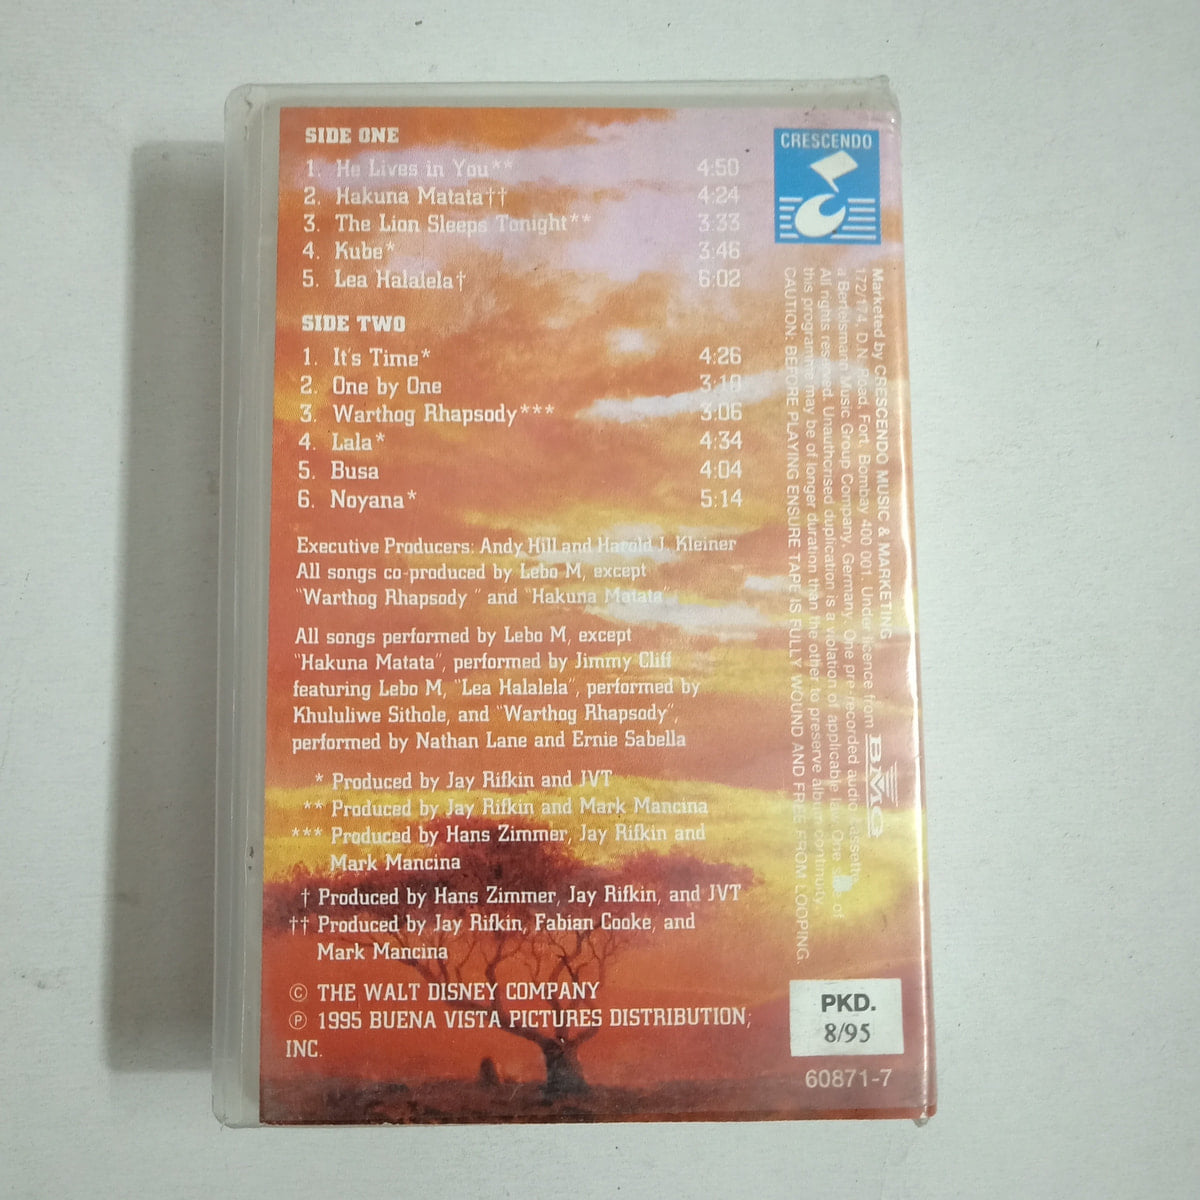 SIDE ONE
1. He Lives in You** 4:50
2. Hakuna Matata†† 4:24
3. The Lion Sleeps Tonight** 3:33
4. Kube* 3:46
5. Lea Halalela† 6:02
SIDE TWO
1. It's Time* 4:26
2. One by One 3:10
3. Warthog Rhapsody*** 3:06
4. Lala* 4:34
5. Busa 4:04
6. Noyana* 5:14
Executive Producers: Andy Hill and Harold J. Kleiner
All songs co-produced by Lebo M, except
"Warthog Rhapsody " and "Hakuna Matata"
All songs performed by Lebo M, except
"Hakuna Matata", performed by Jimmy Cliff
featuring Lebo M, "Lea Halalela", performed by
Khululiwe Sithole, and "Warthog Rhapsody",
performed by Nathan Lane and Ernie Sabella
* Produced by Jay Rifkin and JVT
** Produced by Jay Rifkin and Mark Mancina
*** Produced by Hans Zimmer, Jay Rifkin and
Mark Mancina
† Produced by Hans Zimmer, Jay Rifkin, and JVT
†† Produced by Jay Rifkin, Fabian Cooke, and
Mark Mancina
© THE WALT DISNEY COMPANY
℗ 1995 BUENA VISTA PICTURES DISTRIBUTION,
INC.
CRESCENDO
Marketed by CRESCENDO MUSIC & MARKETING
172/174, D.N. Road, Fort, Bombay 400 001. Under licence from BMG
a Bertelsmann Music Group Company, Germany. One pre-recorded audio cassette.
All rights reserved. Unauthorised duplication is a violation of applicable law. One side of
this programme may be of longer duration than the other to preserve album continuity.
CAUTION: BEFORE PLAYING ENSURE TAPE IS FULLY WOUND AND FREE FROM LOOPING.
PKD.
8/95
60871-7